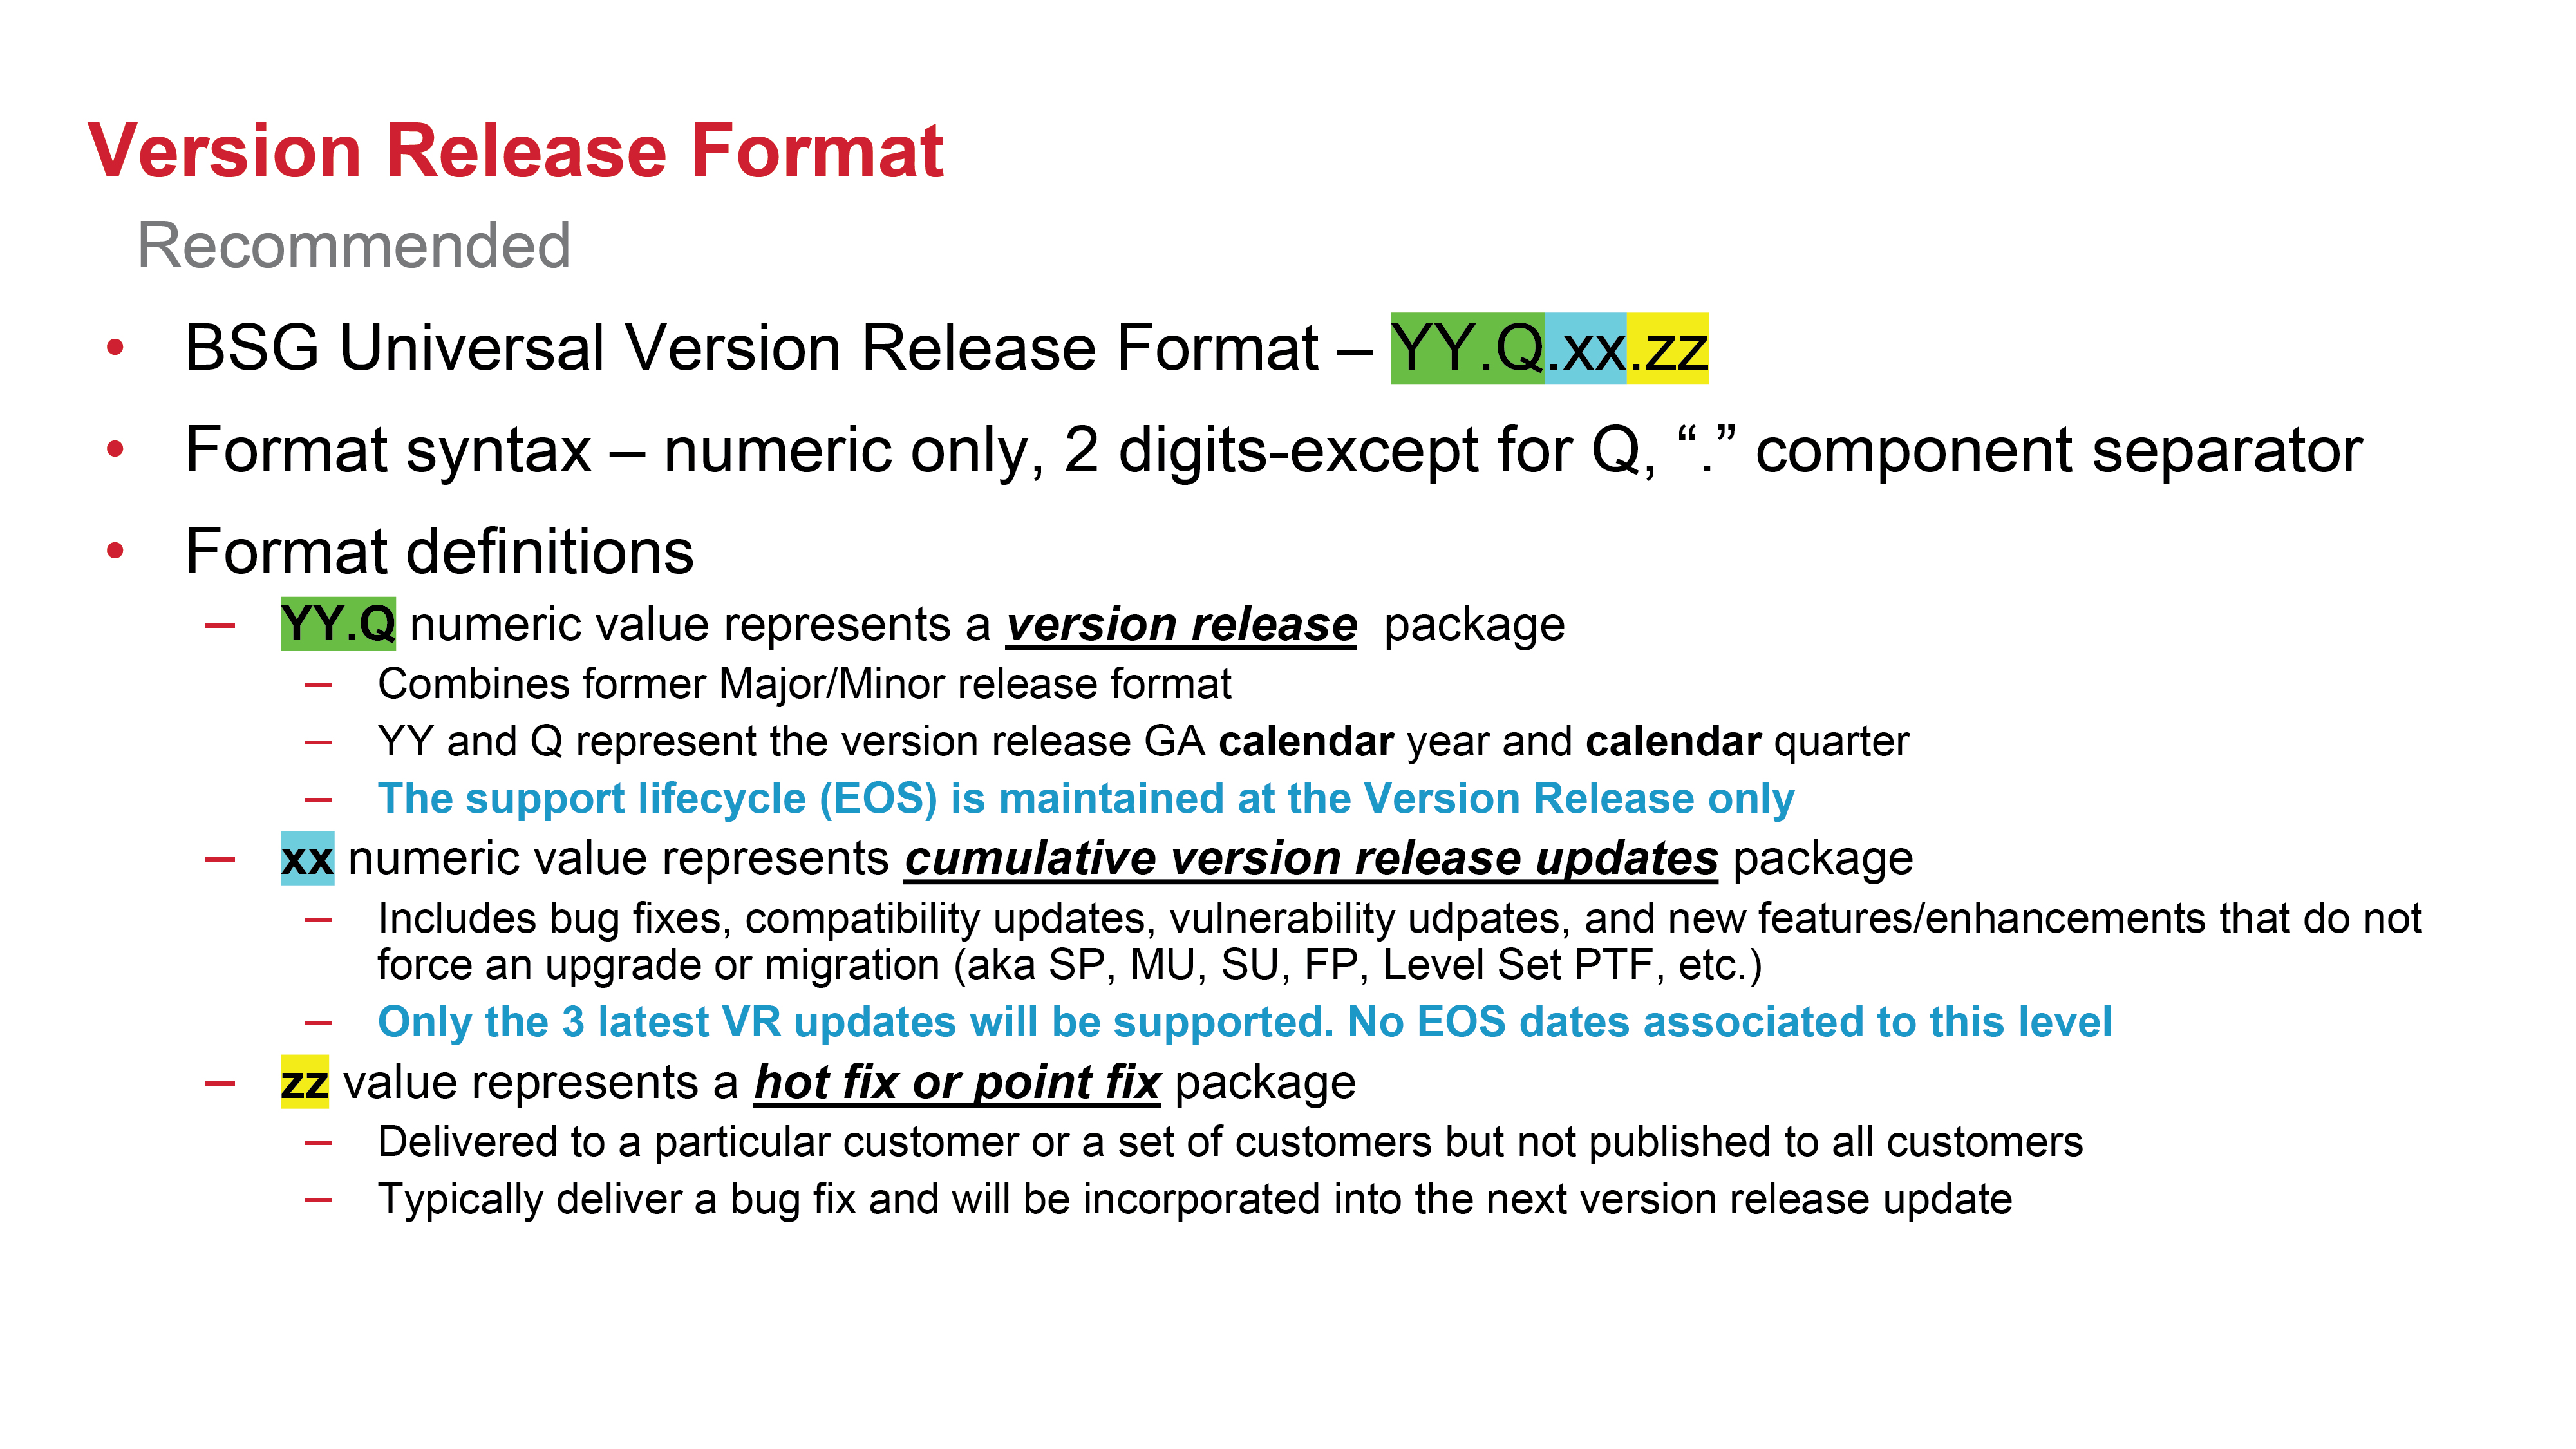 Version Release Format
Recommended
• BSG Universal Version Release Format – YY.Q.xx.zz
• Format syntax – numeric only, 2 digits-except for Q, “.” component separator
• Format definitions
– YY.Q numeric value represents a version release package
– Combines former Major/Minor release format
– YY and Q represent the version release GA calendar year and calendar quarter
– The support lifecycle (EOS) is maintained at the Version Release only
– xx numeric value represents cumulative version release updates package
– Includes bug fixes, compatibility updates, vulnerability udpates, and new features/enhancements that do not
force an upgrade or migration (aka SP, MU, SU, FP, Level Set PTF, etc.)
– Only the 3 latest VR updates will be supported. No EOS dates associated to this level
– zz value represents a hot fix or point fix package
– Delivered to a particular customer or a set of customers but not published to all customers
– Typically deliver a bug fix and will be incorporated into the next version release update